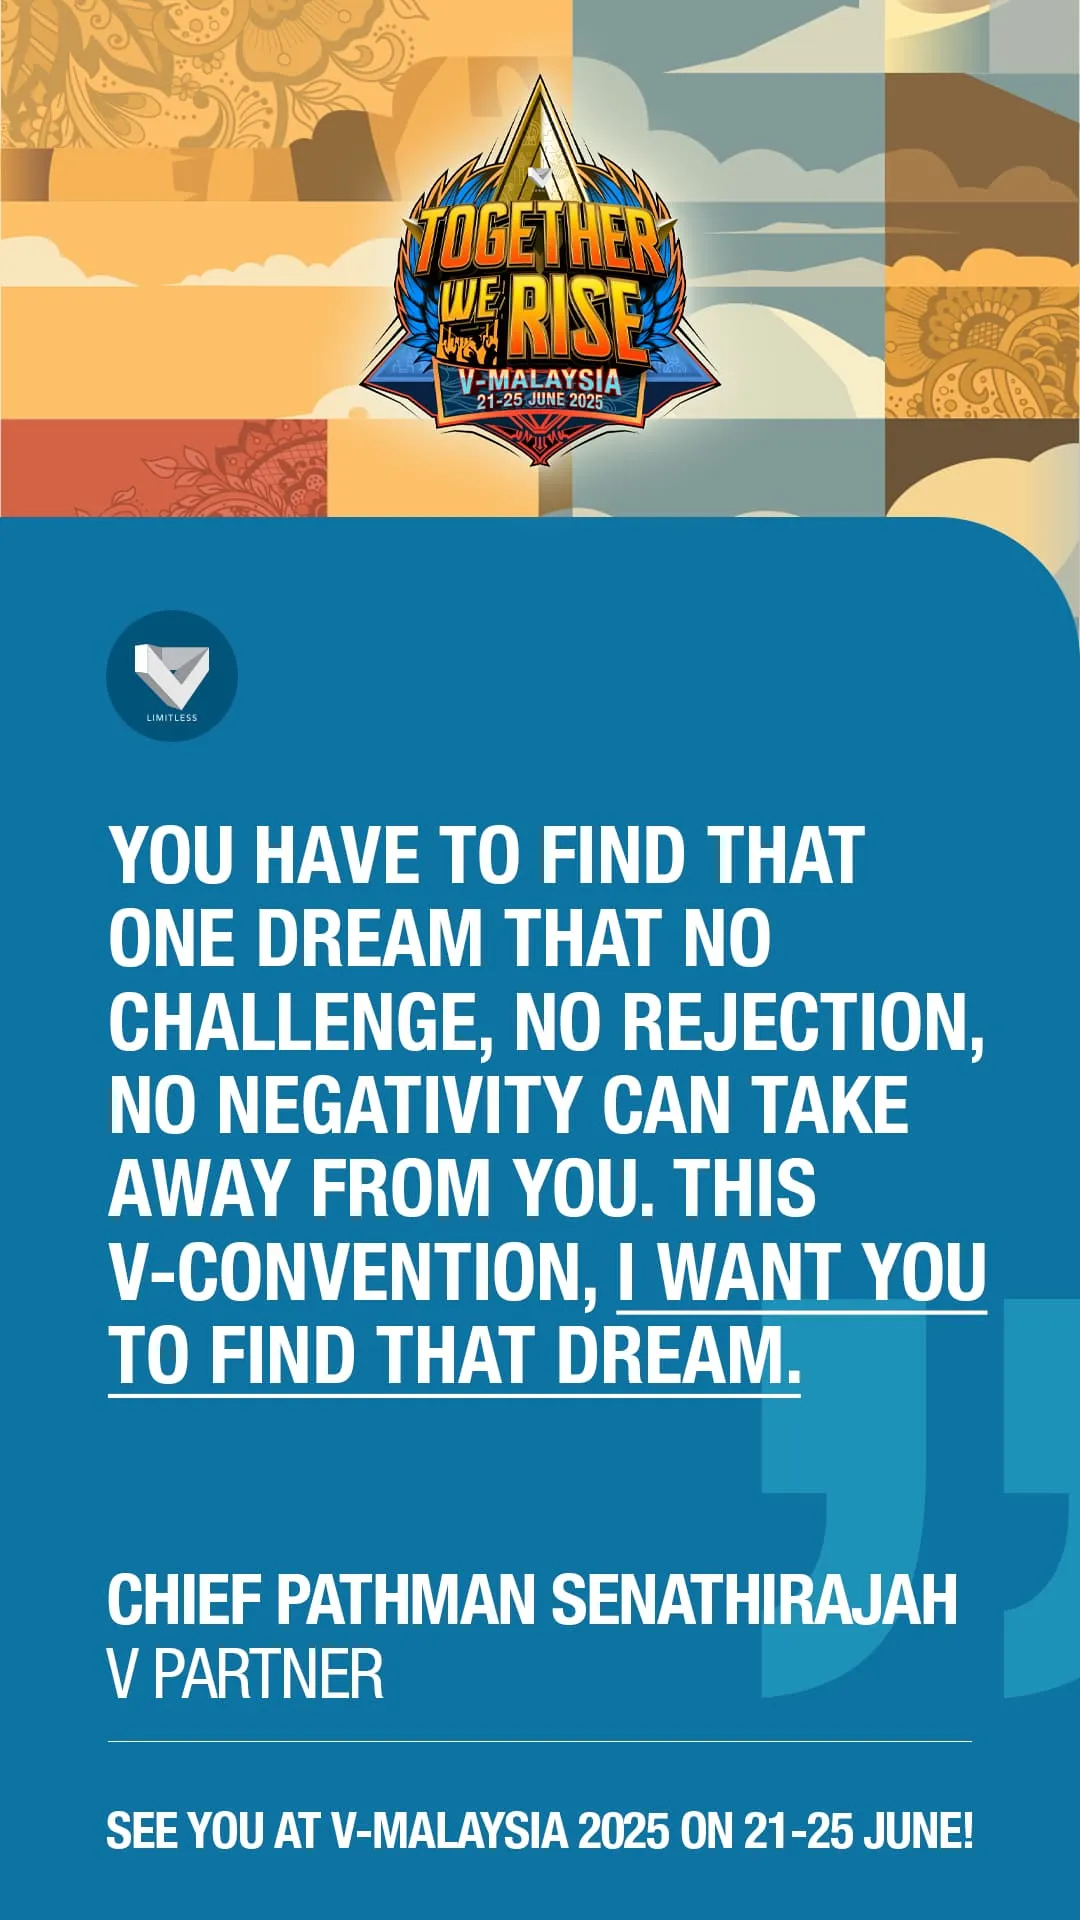 TOGETHER
WE RISE
V-MALAYSIA
21-25 JUNE 2025
LIMITLESS
YOU HAVE TO FIND THAT
ONE DREAM THAT NO
CHALLENGE, NO REJECTION,
NO NEGATIVITY CAN TAKE
AWAY FROM YOU. THIS
V-CONVENTION, I WANT YOU
TO FIND THAT DREAM.
CHIEF PATHMAN SENATHIRAJAH
V PARTNER
SEE YOU AT V-MALAYSIA 2025 ON 21-25 JUNE!